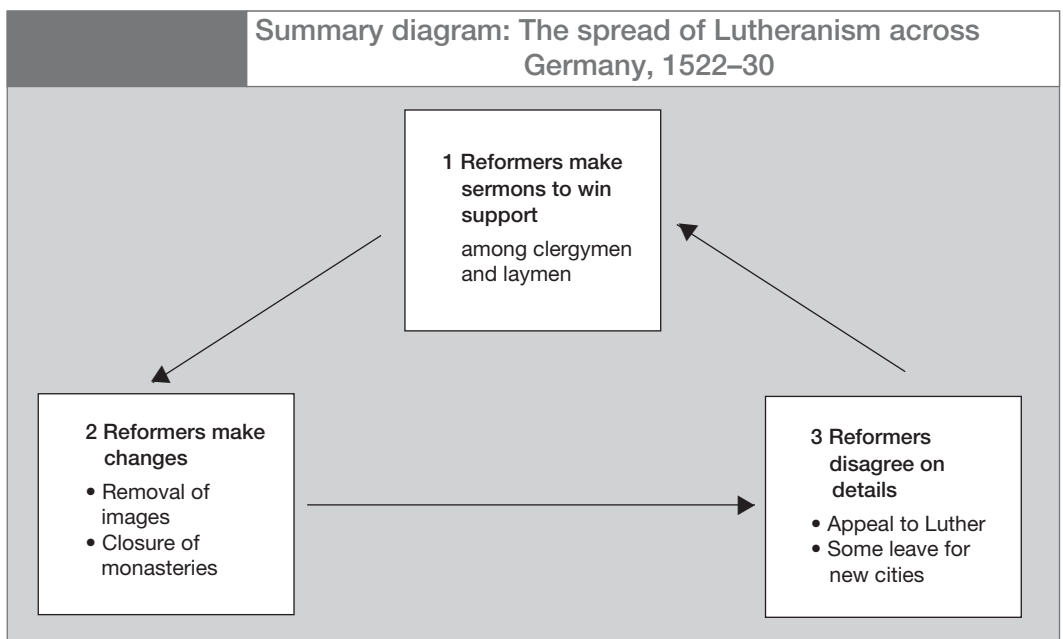 Summary diagram: The spread of Lutheranism across
Germany, 1522–30
1 Reformers make
sermons to win
support
among clergymen
and laymen
2 Reformers make
changes
• Removal of
images
• Closure of
monasteries
3 Reformers
disagree on
details
• Appeal to Luther
• Some leave for
new cities